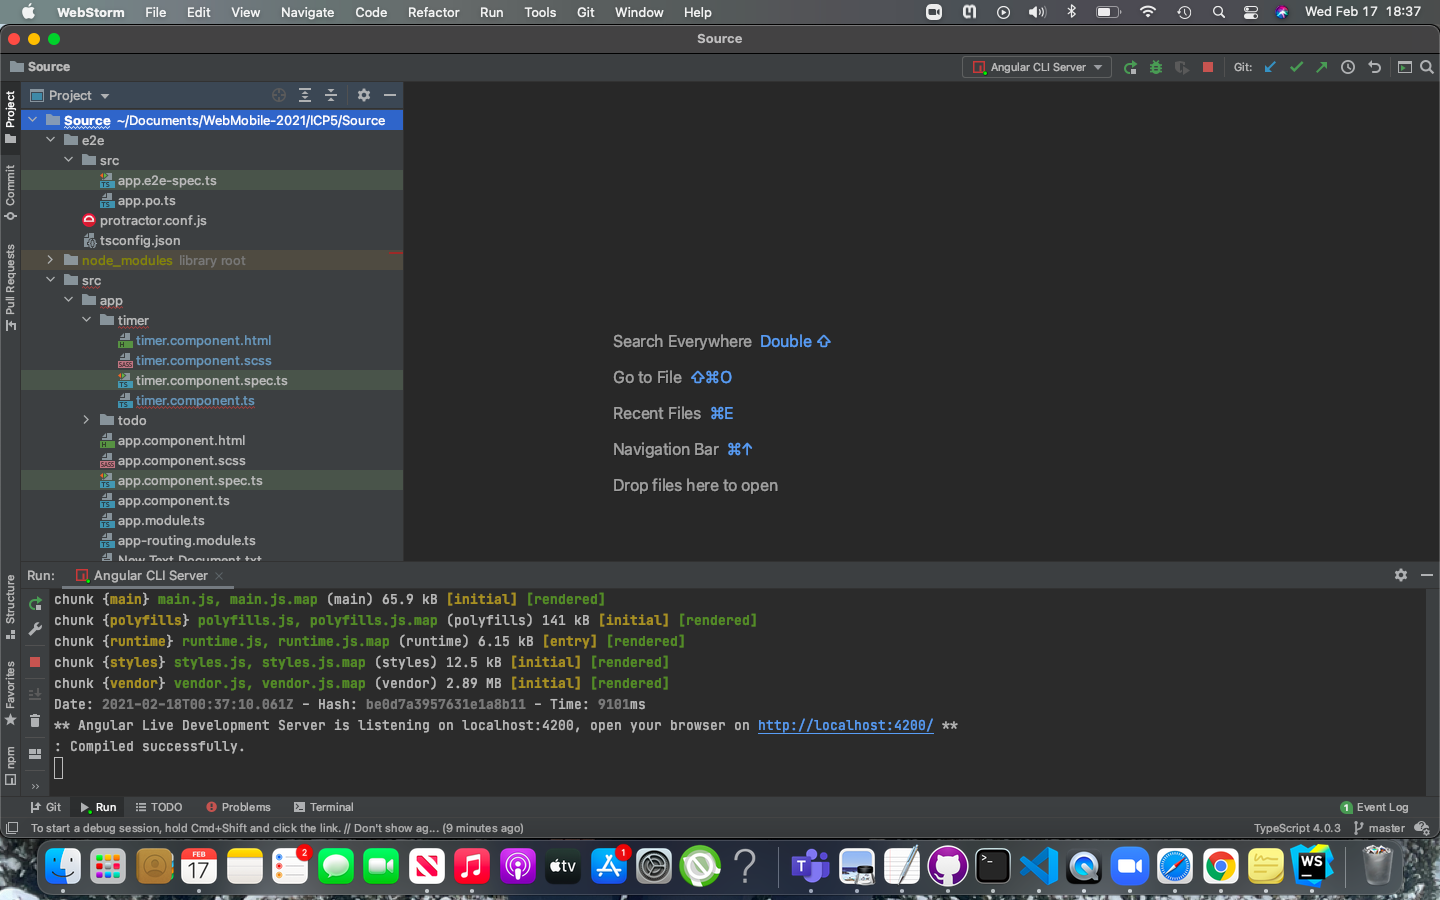 WebStorm File Edit View Navigate Code Refactor Run Tools Git Window Help Wed Feb 17 18:37
Source
Source Angular CLI Server Git:
Project
Source ~/Documents/WebMobile-2021/ICP5/Source
e2e
src
app.e2e-spec.ts
app.po.ts
protractor.conf.js
tsconfig.json
node_modules library root
src
app
timer
timer.component.html
timer.component.scss
timer.component.spec.ts
timer.component.ts
todo
app.component.html
app.component.scss
app.component.spec.ts
app.component.ts
app.module.ts
app-routing.module.ts
New Text Document.txt
Project
Commit
Pull Requests
Structure
Favorites
npm
Search Everywhere Double ⇧
Go to File ⇧⌘O
Recent Files ⌘E
Navigation Bar ⌘↑
Drop files here to open
Run: Angular CLI Server
chunk {main} main.js, main.js.map (main) 65.9 kB [initial] [rendered]
chunk {polyfills} polyfills.js, polyfills.js.map (polyfills) 141 kB [initial] [rendered]
chunk {runtime} runtime.js, runtime.js.map (runtime) 6.15 kB [entry] [rendered]
chunk {styles} styles.js, styles.js.map (styles) 12.5 kB [initial] [rendered]
chunk {vendor} vendor.js, vendor.js.map (vendor) 2.89 MB [initial] [rendered]
Date: 2021-02-18T00:37:10.061Z - Hash: be0d7a3957631e1a8b11 - Time: 9101ms
** Angular Live Development Server is listening on localhost:4200, open your browser on http://localhost:4200/ **
: Compiled successfully.
Git Run TODO Problems Terminal 1 Event Log
To start a debug session, hold Cmd+Shift and click the link. // Don't show ag... (9 minutes ago) TypeScript 4.0.3 master
FEB
17
2
tv
1
?
T
>_
WS